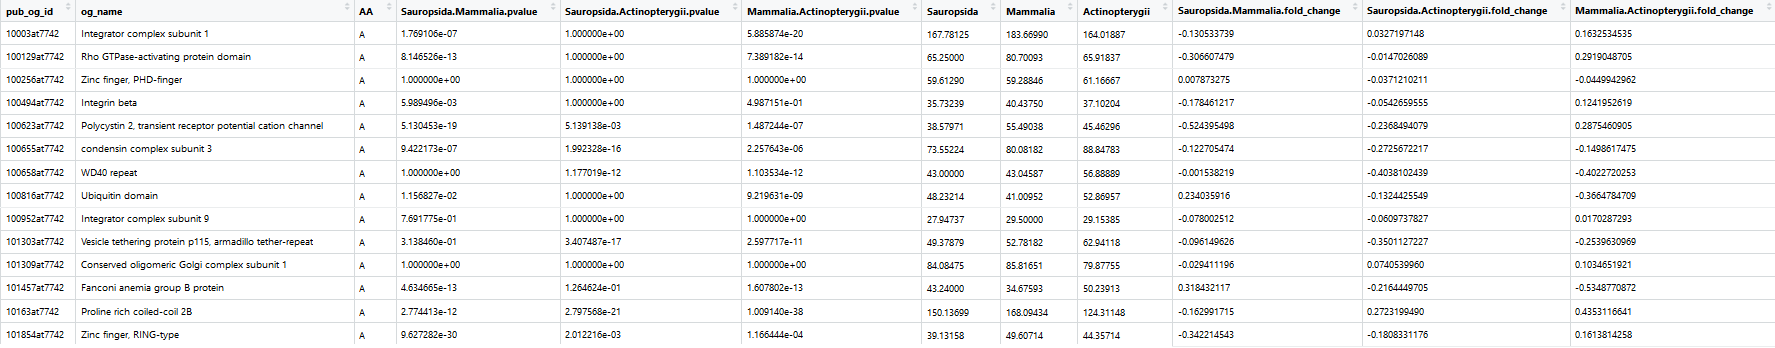 pub_og_id og_name AA Sauropsida.Mammalia.pvalue Sauropsida.Actinopterygii.pvalue Mammalia.Actinopterygii.pvalue Sauropsida Mammalia Actinopterygii Sauropsida.Mammalia.fold_change Sauropsida.Actinopterygii.fold_change Mammalia.Actinopterygii.fold_change
10003at7742 Integrator complex subunit 1 A 1.769106e-07 1.000000e+00 5.885874e-20 167.78125 183.66990 164.01887 -0.130533739 0.0327197148 0.1632534535
100129at7742 Rho GTPase-activating protein domain A 8.146526e-13 1.000000e+00 7.389182e-14 65.25000 80.70093 65.91837 -0.306607479 -0.0147026089 0.2919048705
100256at7742 Zinc finger, PHD-finger A 1.000000e+00 1.000000e+00 1.000000e+00 59.61290 59.28846 61.16667 0.007873275 -0.0371210211 -0.0449942962
100494at7742 Integrin beta A 5.989496e-03 1.000000e+00 4.987151e-01 35.73239 40.43750 37.10204 -0.178461217 -0.0542659555 0.1241952619
100623at7742 Polycystin 2, transient receptor potential cation channel A 5.130453e-19 5.139138e-03 1.487244e-07 38.57971 55.49038 45.46296 -0.524395498 -0.2368494079 0.2875460905
100655at7742 condensin complex subunit 3 A 9.422173e-07 1.992328e-16 2.257643e-06 73.55224 80.08182 88.84783 -0.122705474 -0.2725672217 -0.1498617475
100658at7742 WD40 repeat A 1.000000e+00 1.177019e-12 1.103534e-12 43.00000 43.04587 56.88889 -0.001538219 -0.4038102439 -0.4022720253
100816at7742 Ubiquitin domain A 1.156827e-02 1.000000e+00 9.219631e-09 48.23214 41.00952 52.86957 0.234035916 -0.1324425549 -0.3664784709
100952at7742 Integrator complex subunit 9 A 7.691775e-01 1.000000e+00 1.000000e+00 27.94737 29.50000 29.15385 -0.078002512 -0.0609737827 0.0170287293
101303at7742 Vesicle tethering protein p115, armadillo tether-repeat A 3.138460e-01 3.407487e-17 2.597717e-11 49.37879 52.78182 62.94118 -0.096149626 -0.3501127227 -0.2539630969
101309at7742 Conserved oligomeric Golgi complex subunit 1 A 1.000000e+00 1.000000e+00 1.000000e+00 84.08475 85.81651 79.87755 -0.029411196 0.0740539960 0.1034651921
101457at7742 Fanconi anemia group B protein A 4.634665e-13 1.264624e-01 1.607802e-13 43.24000 34.67593 50.23913 0.318432117 -0.2164449705 -0.5348770872
10163at7742 Proline rich coiled-coil 2B A 2.774413e-12 2.797568e-21 1.009140e-38 150.13699 168.09434 124.31148 -0.162991715 0.2723199490 0.4353116641
101854at7742 Zinc finger, RING-type A 9.627282e-30 2.012216e-03 1.166444e-04 39.13158 49.60714 44.35714 -0.342214543 -0.1808331176 0.1613814258